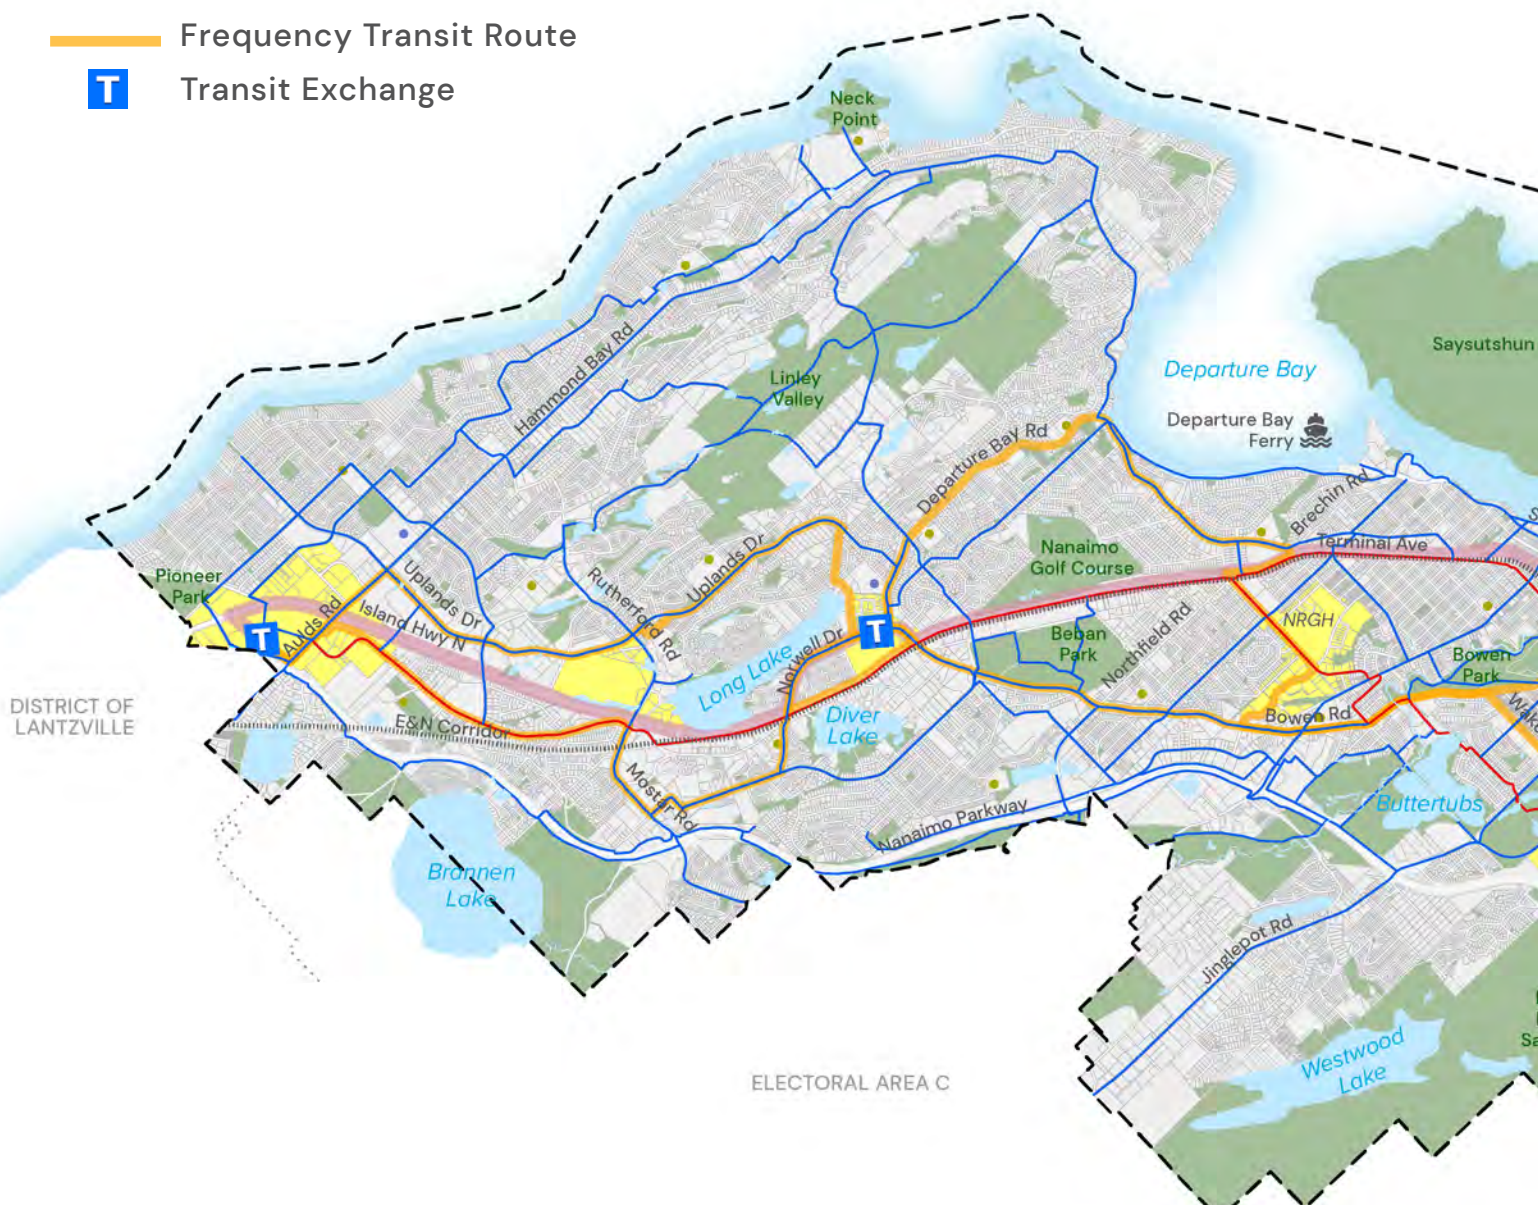 Frequency Transit Route
T
Transit Exchange
Neck
Point
Saysutshun
Departure Bay
Hammond Bay Rd
Linley
Valley
Departure Bay
Ferry
Departure Bay Rd
Brechin Rd
Terminal Ave
Nanaimo
Golf Course
Pioneer
Park
Uplands Dr
Uplands Dr
Rutherford Rd
Aulds Rd
Island Hwy N
T
T
Norwell Dr
Long Lake
Beban
Park
Northfield Rd
NRGH
Bowen
Park
DISTRICT OF
LANTZVILLE
E&N Corridor
Diver
Lake
Bowen Rd
Mostar Rd
Buttertubs
Nanaimo Parkway
Brannen
Lake
Jinglepot Rd
Westwood
Lake
ELECTORAL AREA C